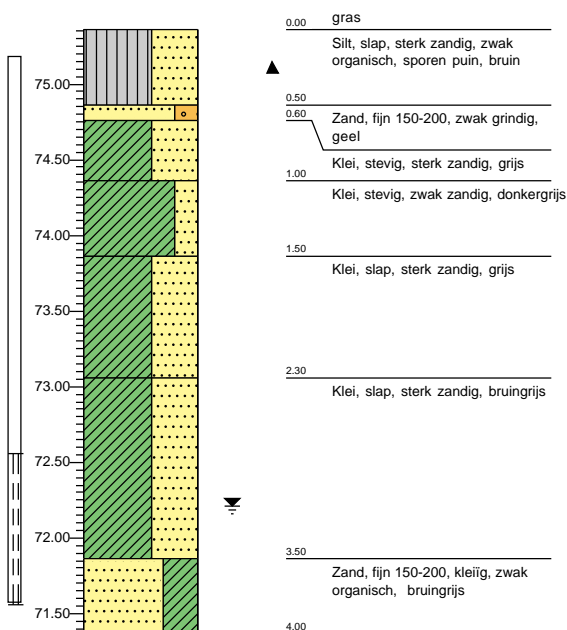 0.00 gras
Silt, slap, sterk zandig, zwak
organisch, sporen puin, bruin
75.00
0.50
Zand, fijn 150-200, zwak grindig,
geel
0.60
Klei, stevig, sterk zandig, grijs
74.50
1.00
Klei, stevig, zwak zandig, donkergrijs
74.00
1.50
Klei, slap, sterk zandig, grijs
73.50
73.00
2.30
Klei, slap, sterk zandig, bruingrijs
72.50
72.00
3.50
Zand, fijn 150-200, kleiïg, zwak
organisch, bruingrijs
71.50
4.00